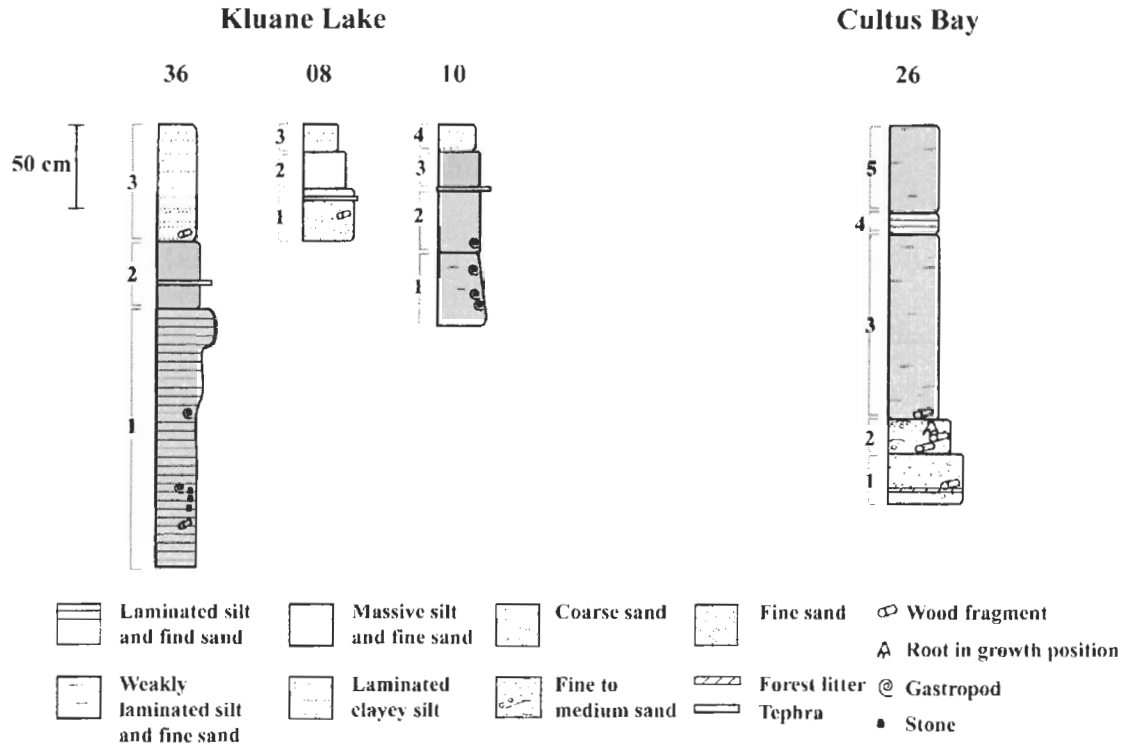 Kluane Lake Cultus Bay
36 08 10 26
50 cm
3
2
1
3
2
1
4
3
2
1
5
4
3
2
1
Laminated silt
and find sand
Massive silt
and fine sand
Coarse sand
Fine sand
Wood fragment
Root in growth position
Weakly
laminated silt
and fine sand
Laminated
clayey silt
Fine to
medium sand
Forest litter
Tephra
Gastropod
Stone